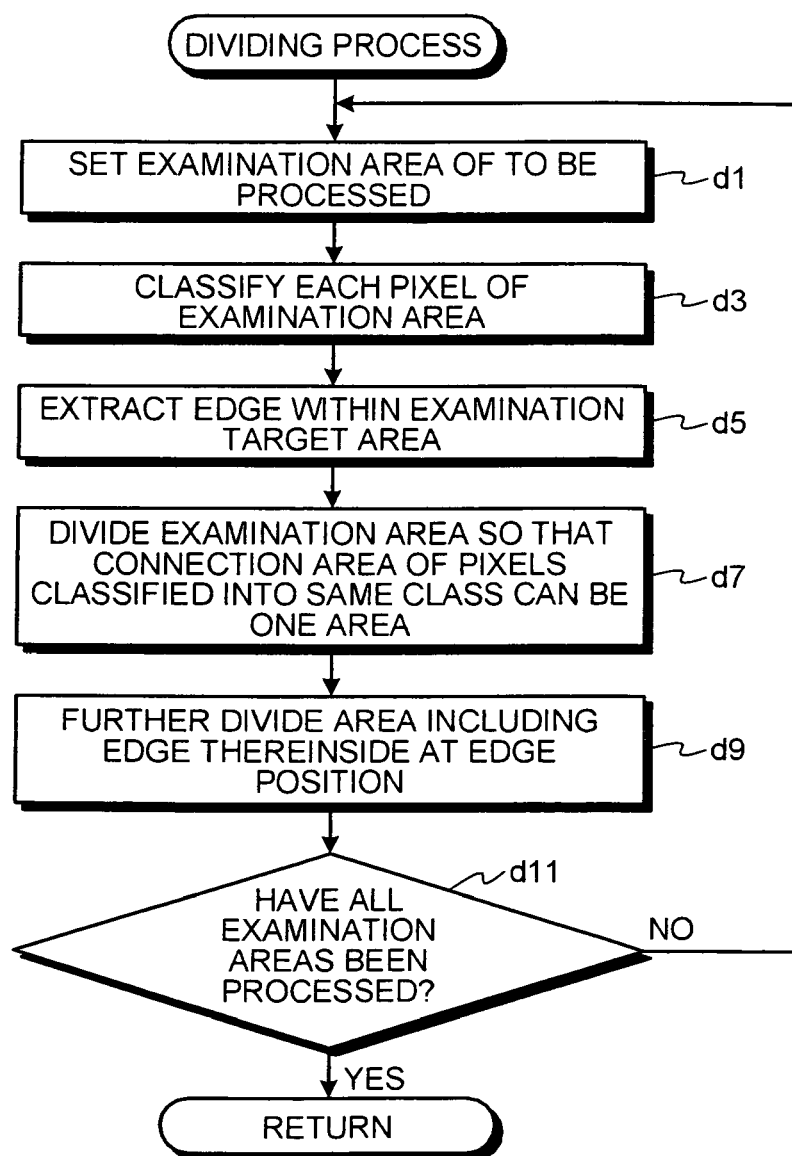 DIVIDING PROCESS
SET EXAMINATION AREA OF TO BE
PROCESSED
d1
CLASSIFY EACH PIXEL OF
EXAMINATION AREA
d3
EXTRACT EDGE WITHIN EXAMINATION
TARGET AREA
d5
DIVIDE EXAMINATION AREA SO THAT
CONNECTION AREA OF PIXELS
CLASSIFIED INTO SAME CLASS CAN BE
ONE AREA
d7
FURTHER DIVIDE AREA INCLUDING
EDGE THEREINSIDE AT EDGE
POSITION
d9
d11
HAVE ALL
EXAMINATION
AREAS BEEN
PROCESSED?
NO
YES
RETURN